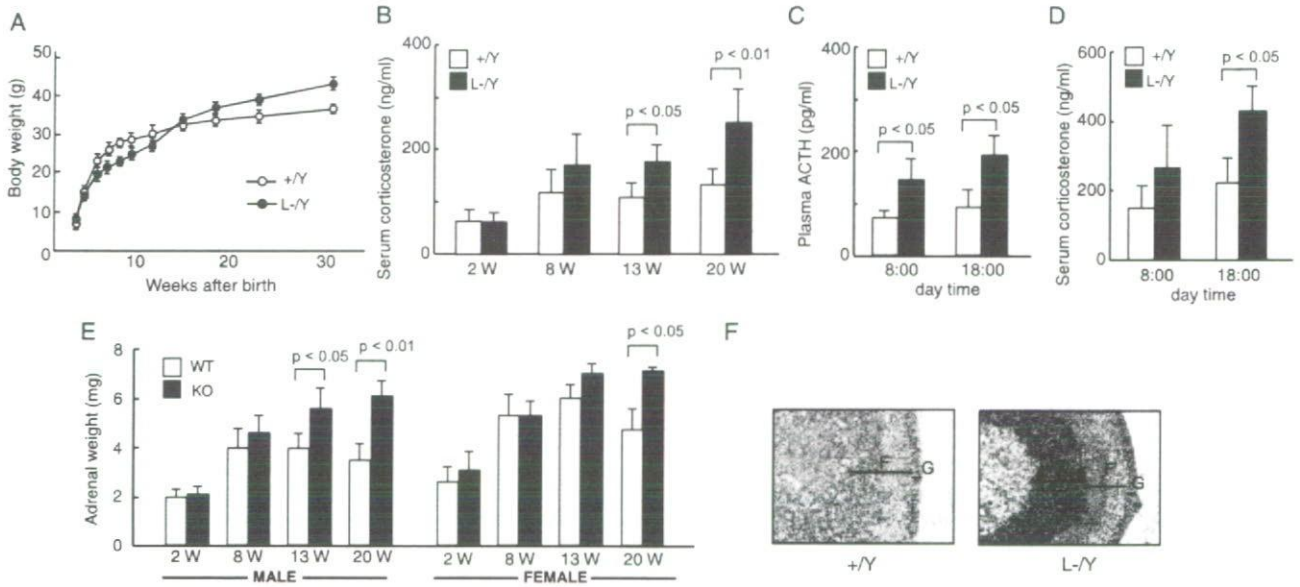 A
Body weight (g)
50
40
30
20
10
0
+/Y
L-/Y
0 10 20 30
Weeks after birth
B
Serum corticosterone (ng/ml)
400
200
0
+/Y
L-/Y
p < 0.05
p < 0.01
2 W 8 W 13 W 20 W
C
Plasma ACTH (pg/ml)
400
200
0
+/Y
L-/Y
p < 0.05
p < 0.05
8:00 18:00
day time
D
Serum corticosterone (ng/ml)
600
400
200
0
+/Y
L-/Y
p < 0.05
8:00 18:00
day time
E
Adrenal weight (mg)
8
6
4
2
0
WT
KO
p < 0.05
p < 0.01
p < 0.05
2 W 8 W 13 W 20 W 2 W 8 W 13 W 20 W
MALE FEMALE
F
F G
F G
+/Y L-/Y